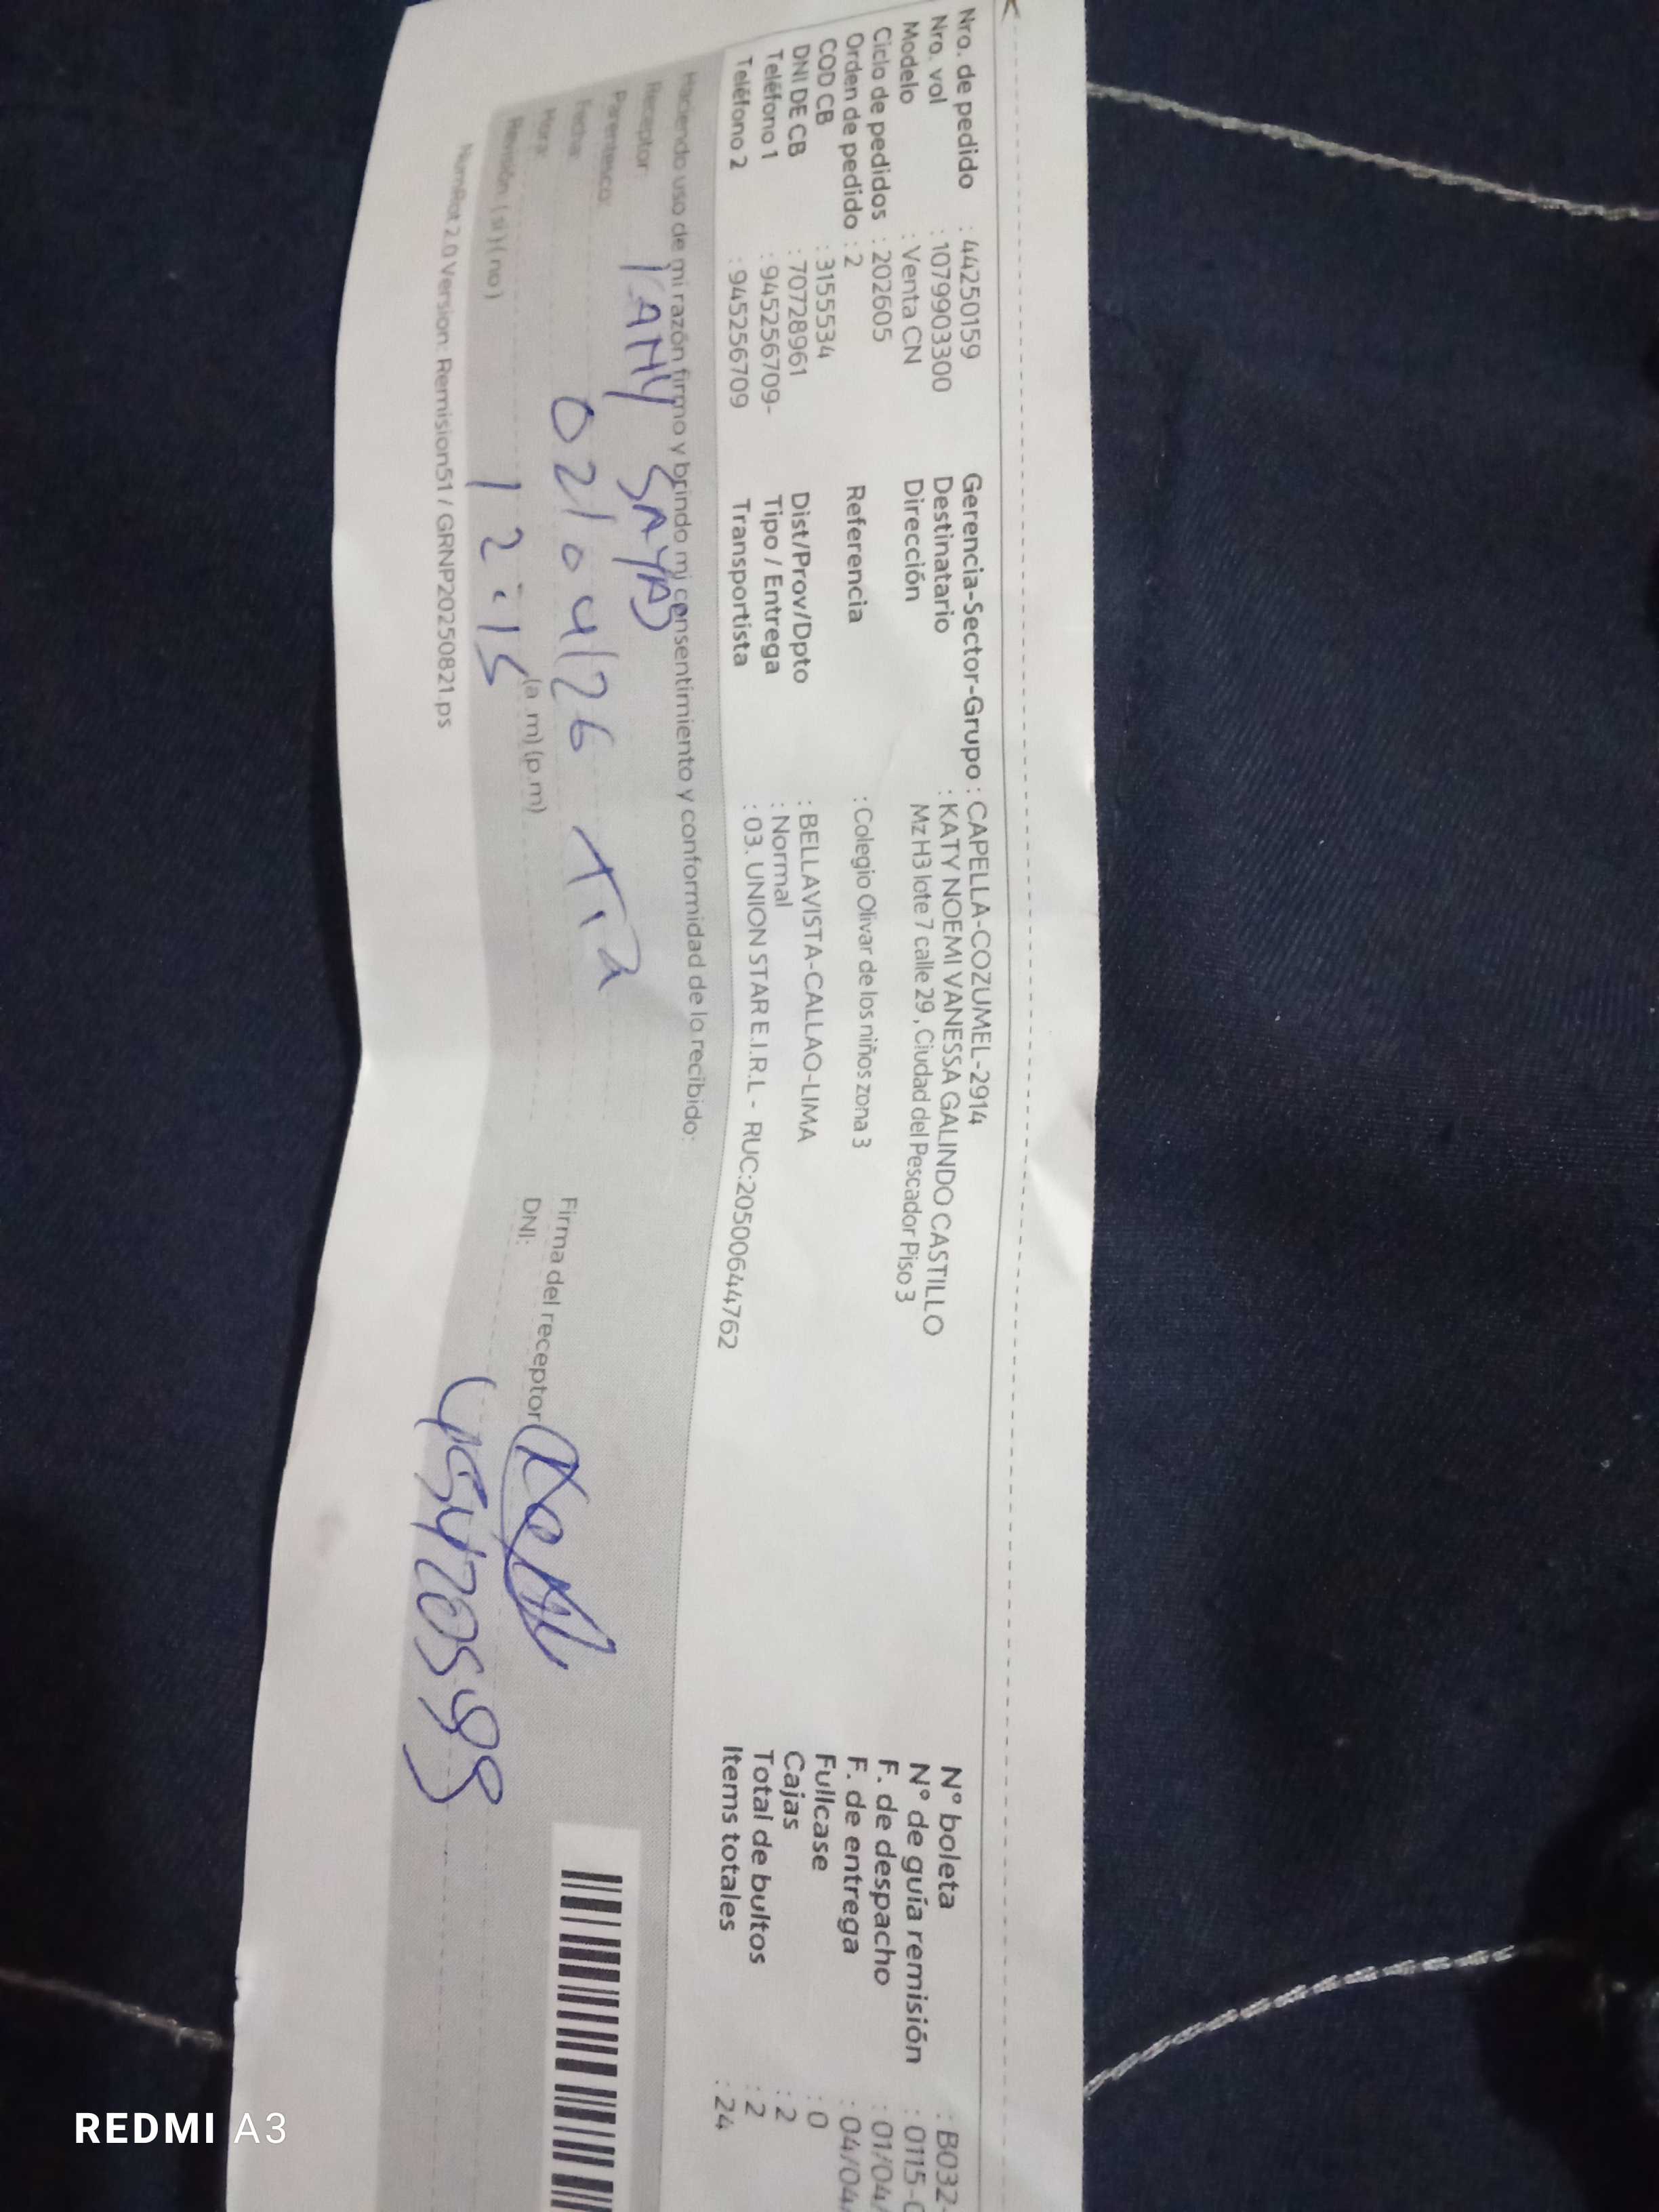 Nro. de pedido : 44250159
Nro. vol : 1079903300
Modelo : Venta CN
Ciclo de pedidos : 202605
Orden de pedido : 2
COD CB : 3155534
DNI DE CB : 70728961
Teléfono 1 : 945256709-
Teléfono 2 : 945256709
Gerencia-Sector-Grupo : CAPELLA-COZUMEL-2914
Destinatario : KATY NOEMI VANESSA GALINDO CASTILLO
Dirección Mz H3 lote 7 calle 29 , Ciudad del Pescador Piso 3
Referencia : Colegio Olivar de los niños zona 3
Dist/Prov/Dpto : BELLAVISTA-CALLAO-LIMA
Tipo / Entrega : Normal
Transportista : 03. UNION STAR E.I.R.L - RUC:20500644762
N° boleta : B032-
N° de guía remisión : 0115-
F. de despacho : 01/04/
F. de entrega : 04/04/
Fullcase : 0
Cajas : 2
Total de bultos : 2
Items totales : 24
Haciendo uso de mi razón firmo y brindo mi consentimiento y conformidad de lo recibido:
Receptor:
Parentesco: Tia
Fecha: 02/04/26
Hora: 12:15 (a.m) (p.m)
Revisión ( si ) ( no )
Firma del receptor
DNI:
NumRot 2.0 Version: Remision51 / GRNP20250821.ps
REDMI A3